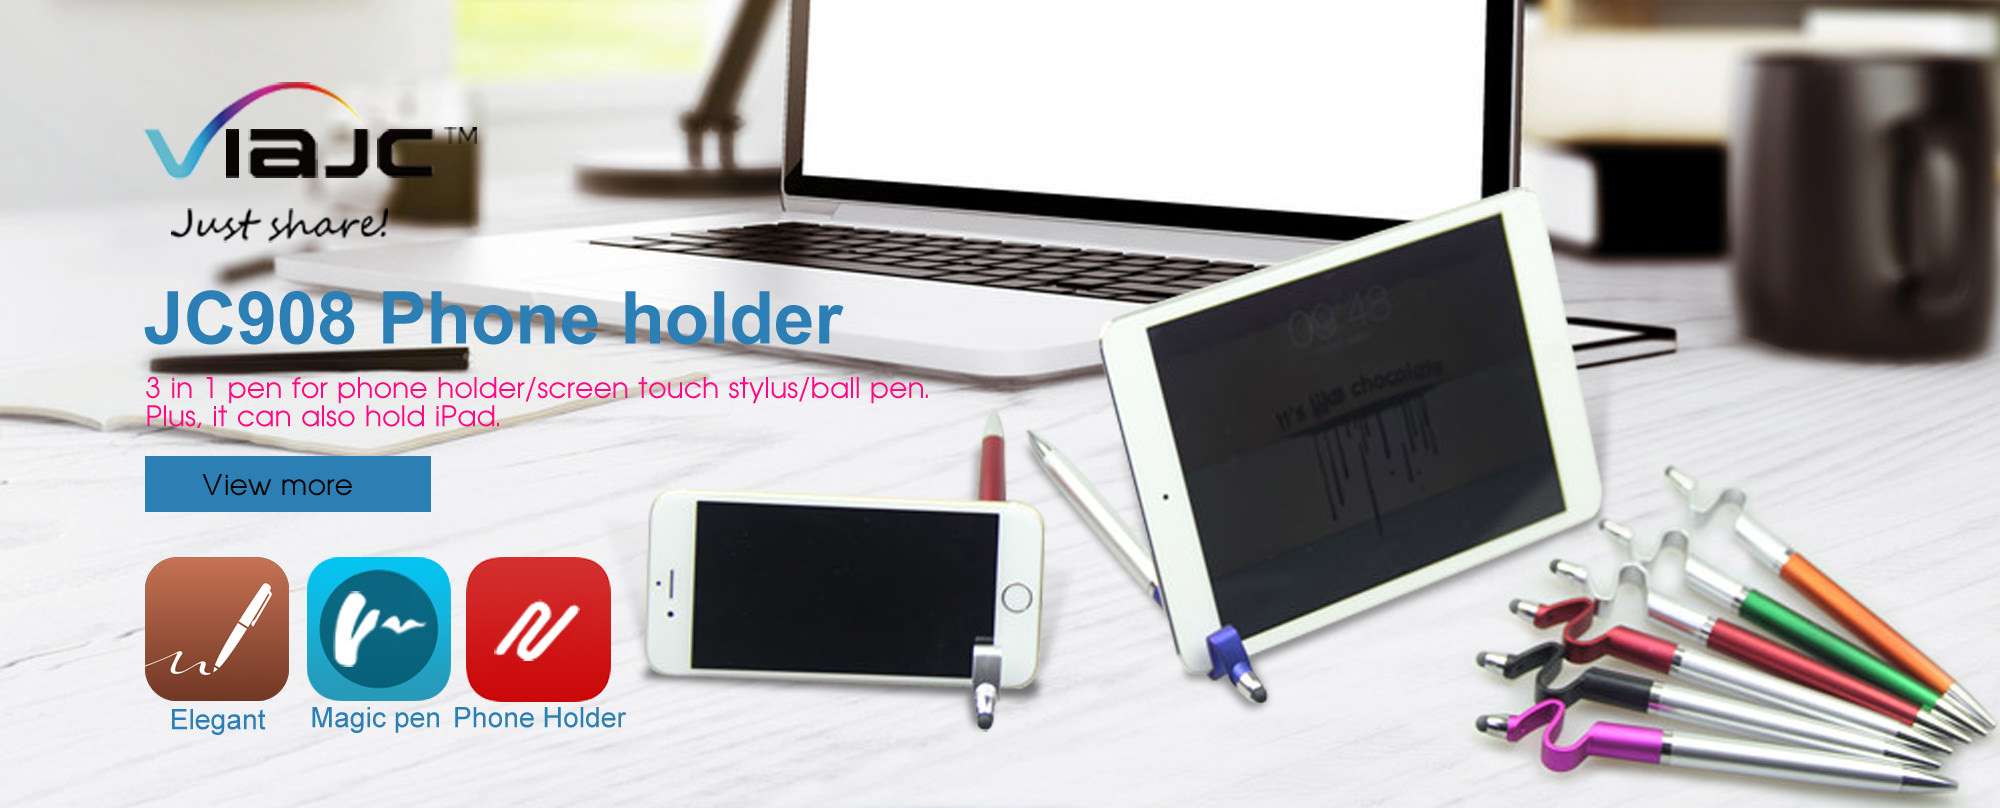 VIAJC™
Just share!
JC908 Phone holder
3 in 1 pen for phone holder/screen touch stylus/ball pen.
Plus, it can also hold iPad.
View more
Elegant
Magic pen
Phone Holder
09:48
It's like chocolate